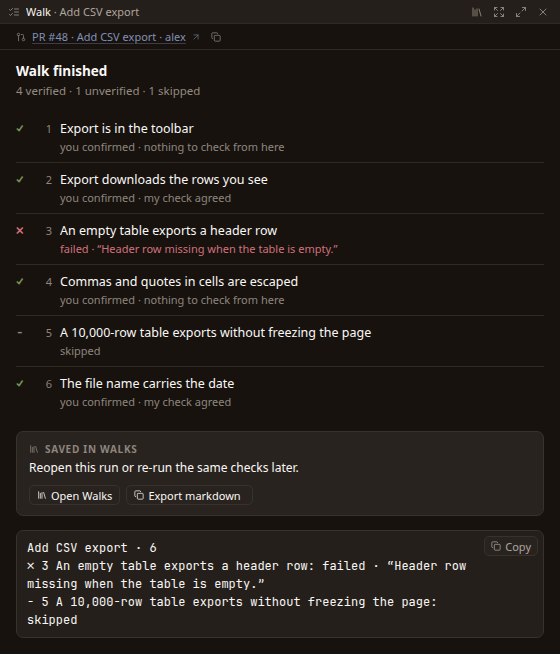 Walk · Add CSV export
PR #48 · Add CSV export · alex
Walk finished
4 verified · 1 unverified · 1 skipped
1 Export is in the toolbar
you confirmed · nothing to check from here
2 Export downloads the rows you see
you confirmed · my check agreed
3 An empty table exports a header row
failed · “Header row missing when the table is empty.”
4 Commas and quotes in cells are escaped
you confirmed · nothing to check from here
5 A 10,000-row table exports without freezing the page
skipped
6 The file name carries the date
you confirmed · my check agreed
SAVED IN WALKS
Reopen this run or re-run the same checks later.
Open Walks Export markdown
Copy
Add CSV export · 6
× 3 An empty table exports a header row: failed · “Header row
missing when the table is empty.”
- 5 A 10,000-row table exports without freezing the page:
skipped